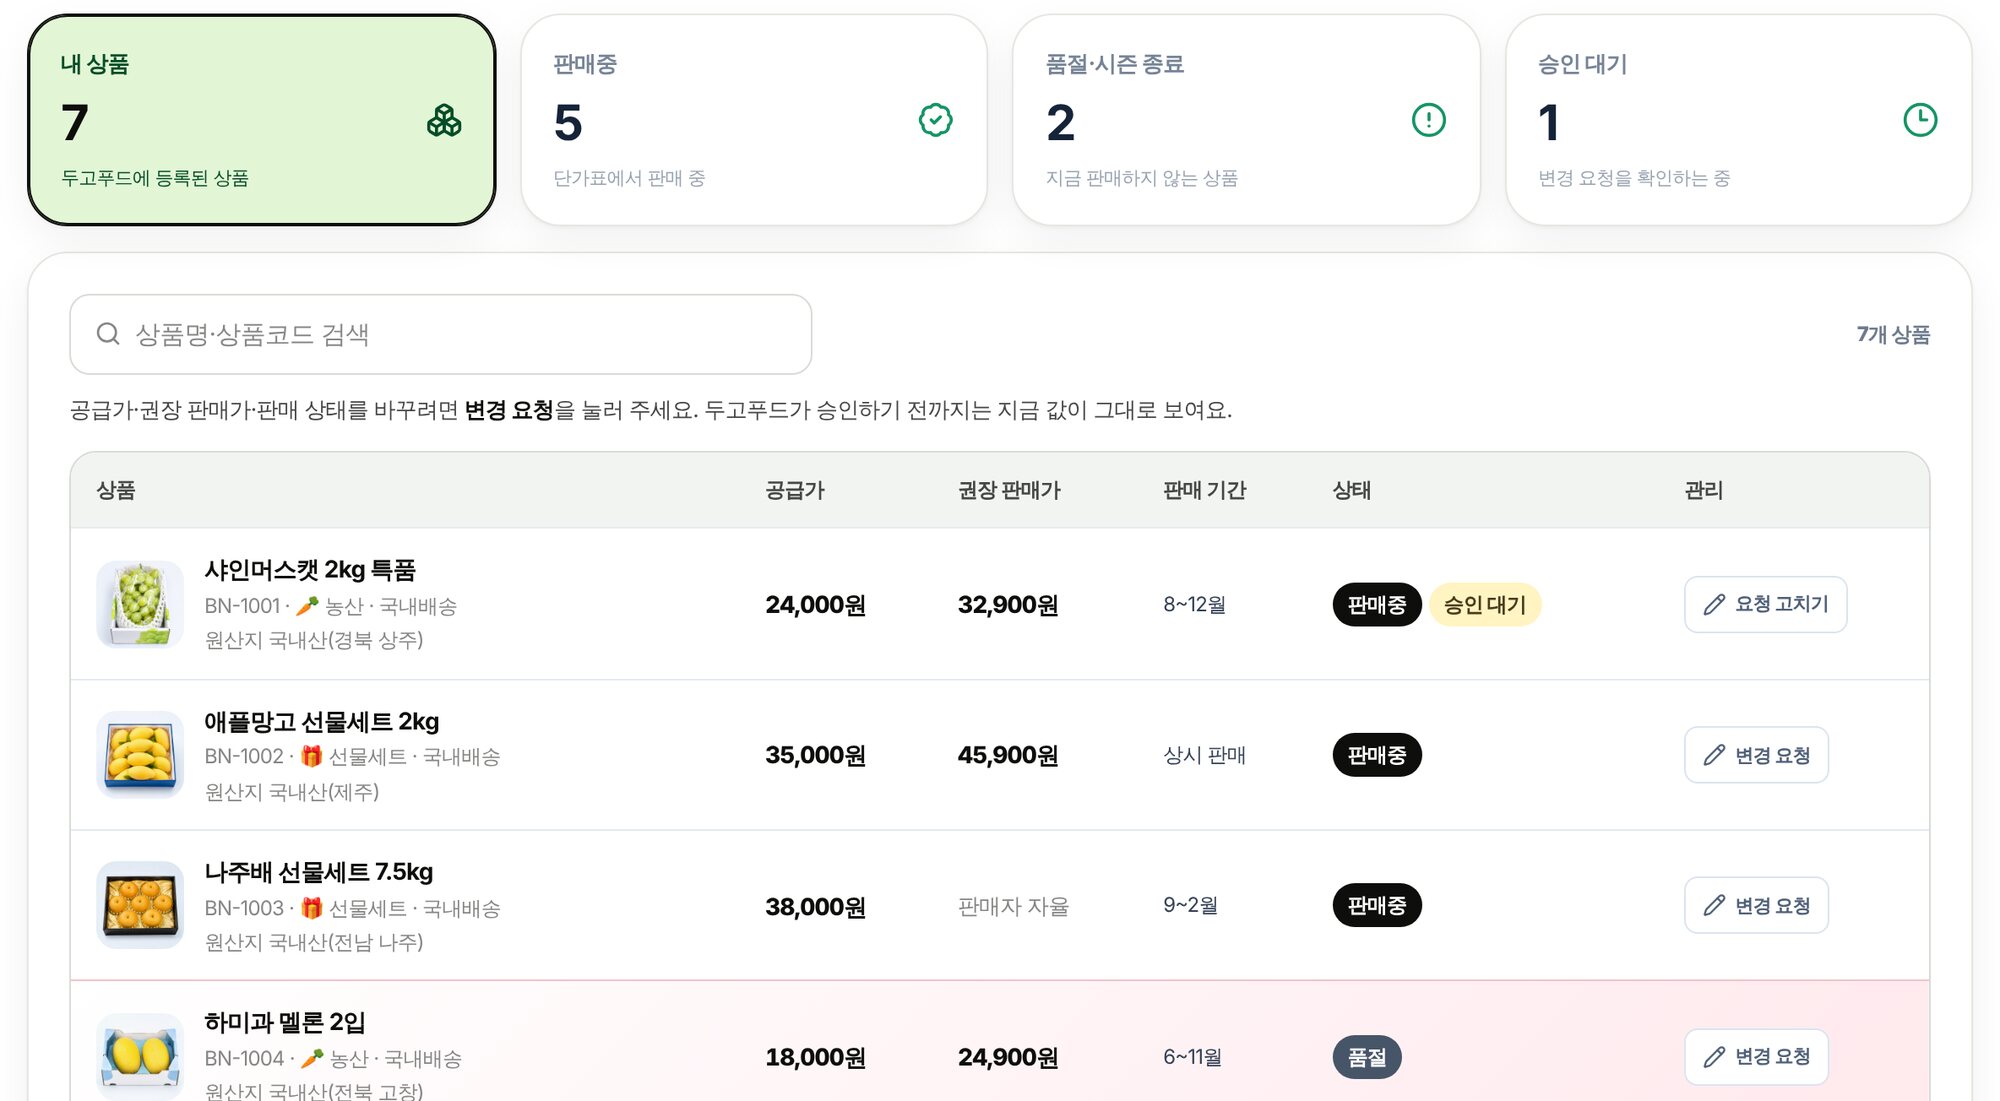 내 상품
7
두고푸드에 등록된 상품
판매중
5
단가표에서 판매 중
품절·시즌 종료
2
지금 판매하지 않는 상품
승인 대기
1
변경 요청을 확인하는 중
상품명·상품코드 검색
7개 상품
공급가·권장 판매가·판매 상태를 바꾸려면 변경 요청을 눌러 주세요. 두고푸드가 승인하기 전까지는 지금 값이 그대로 보여요.
상품 공급가 권장 판매가 판매 기간 상태 관리
샤인머스캣 2kg 특품
BN-1001 · 🥕 농산 · 국내배송
원산지 국내산(경북 상주)
24,000원 32,900원 8~12월 판매중 승인 대기 요청 고치기
애플망고 선물세트 2kg
BN-1002 · 🎁 선물세트 · 국내배송
원산지 국내산(제주)
35,000원 45,900원 상시 판매 판매중 변경 요청
나주배 선물세트 7.5kg
BN-1003 · 🎁 선물세트 · 국내배송
원산지 국내산(전남 나주)
38,000원 판매자 자율 9~2월 판매중 변경 요청
하미과 멜론 2입
BN-1004 · 🥕 농산 · 국내배송
원산지 국내산(전북 고창)
18,000원 24,900원 6~11월 품절 변경 요청